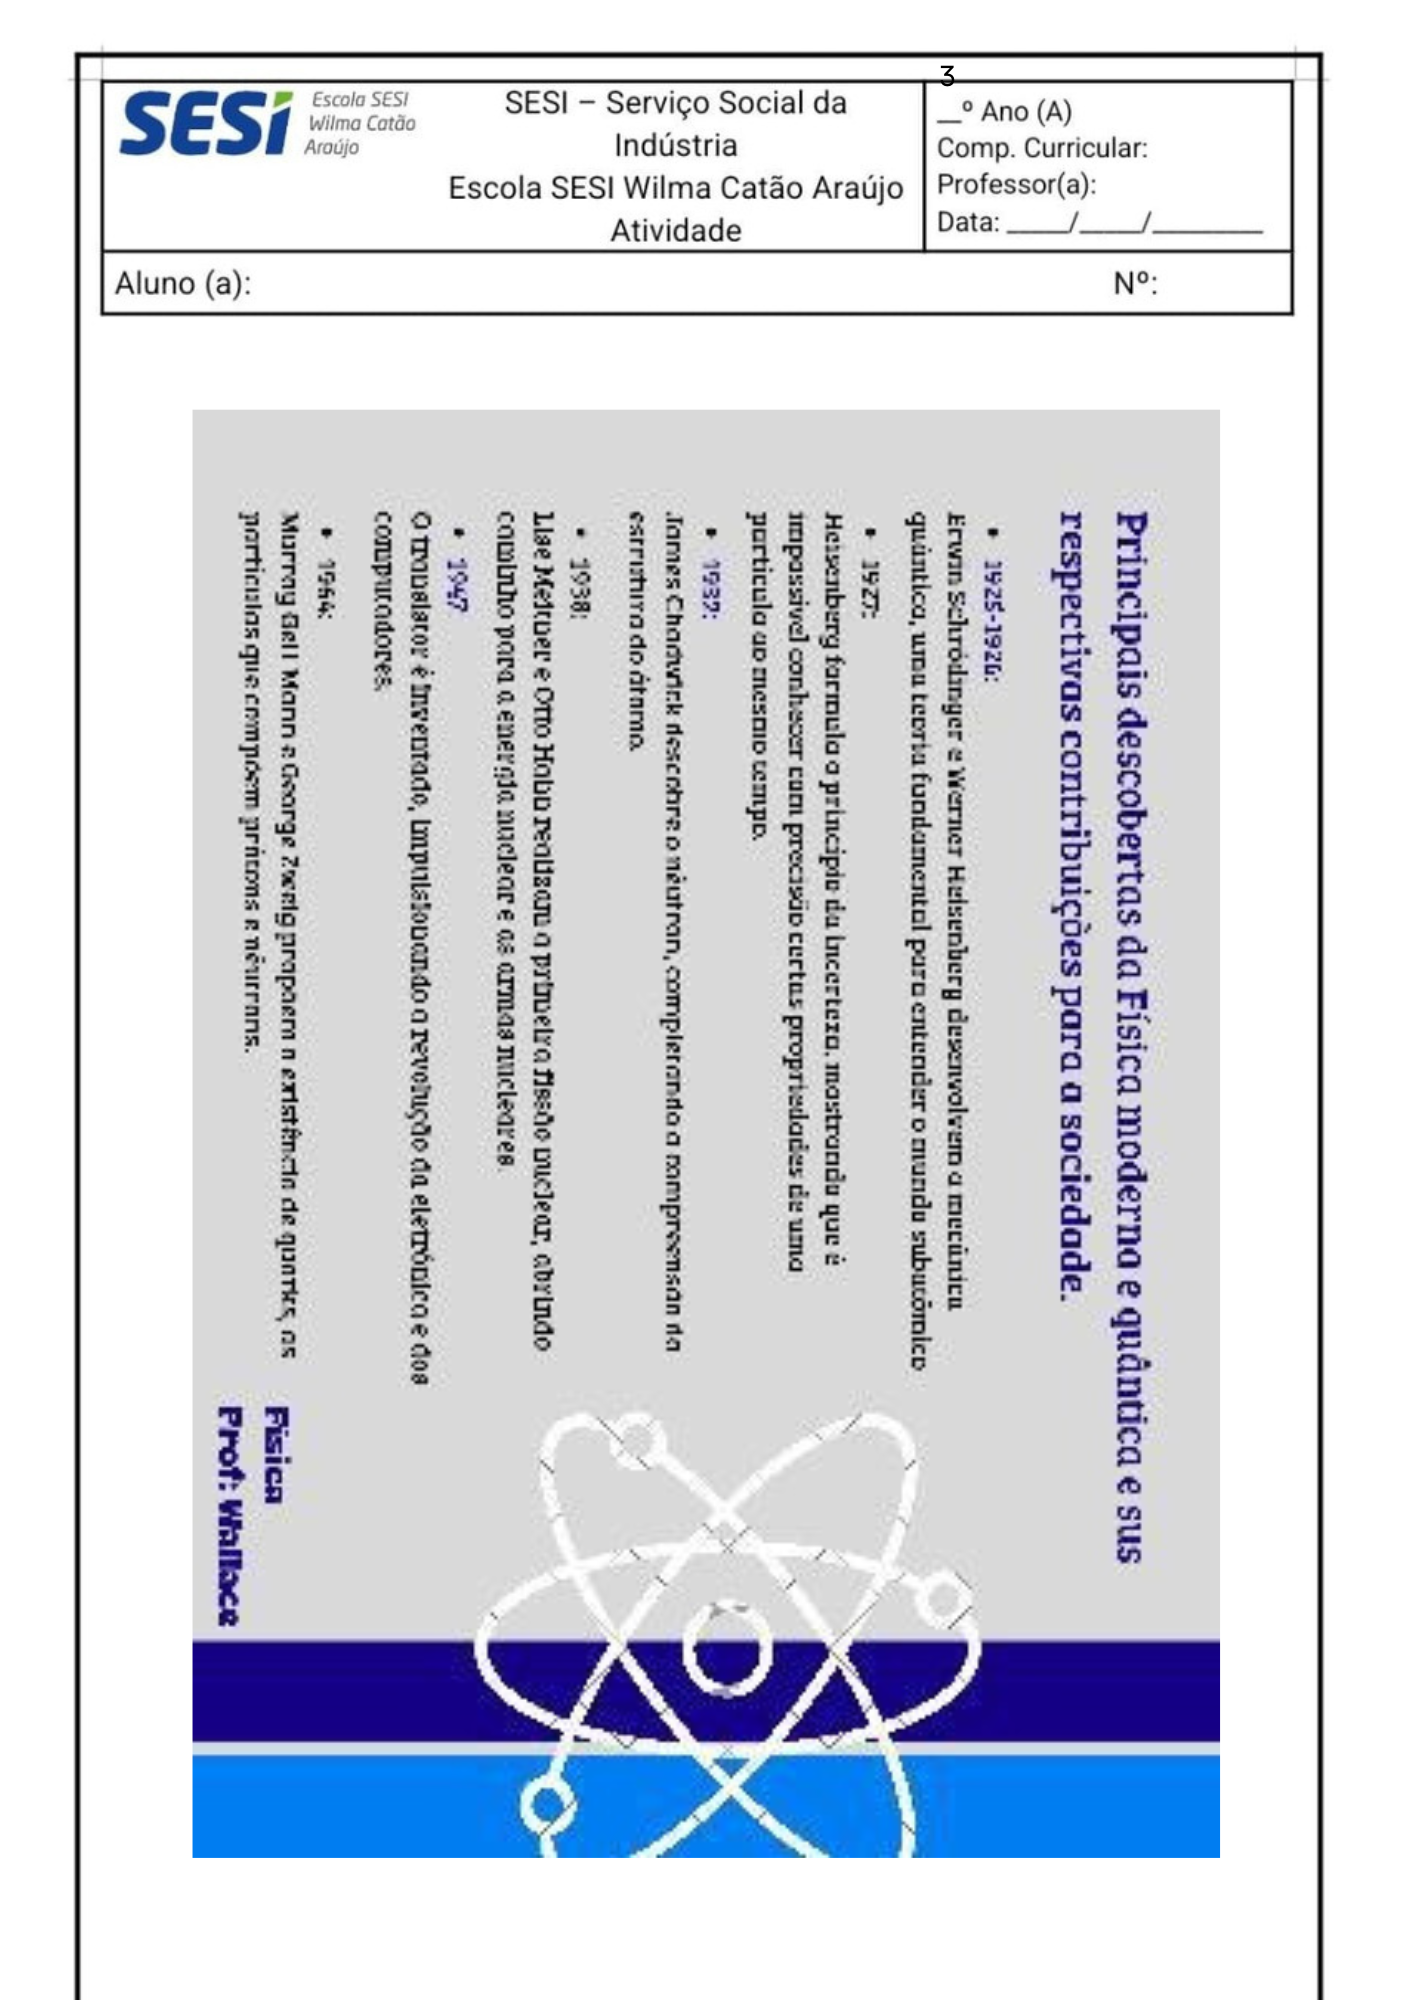 SESI
Escola SESI
Wilma Catão
Araújo
SESI – Serviço Social da
Indústria
Escola SESI Wilma Catão Araújo
Atividade
3
__º Ano (A)
Comp. Curricular:
Professor(a):
Data: _____/_____/_________
Aluno (a):
Nº:
Principais descobertas da Física moderna e quântica e sus
respectivas contribuições para a sociedade.
• 1925-1926:
Erwin Schrödinger e Werner Heisenberg desenvolvem a mecânica
quântica, uma teoria fundamental para entender o mundo subatômico
• 1927:
Heisenberg formula o princípio da incerteza, mostrando que é
impossível conhecer com precisão certas propriedades de uma
partícula ao mesmo tempo.
• 1932:
James Chadwick descobre o nêutron, completando a compreensão da
estrutura do átomo.
• 1938:
Lise Meitner e Otto Hahn realizam a primeira fissão nuclear, abrindo
caminho para a energia nuclear e as armas nucleares.
• 1947
O transistor é inventado, impulsionando a revolução da eletrônica e dos
computadores.
• 1964:
Murray Gell Mann e George Zweig propõem a existência de quarks, as
partículas que compõem prótons e nêutrons.
Física
Prof: Wallace